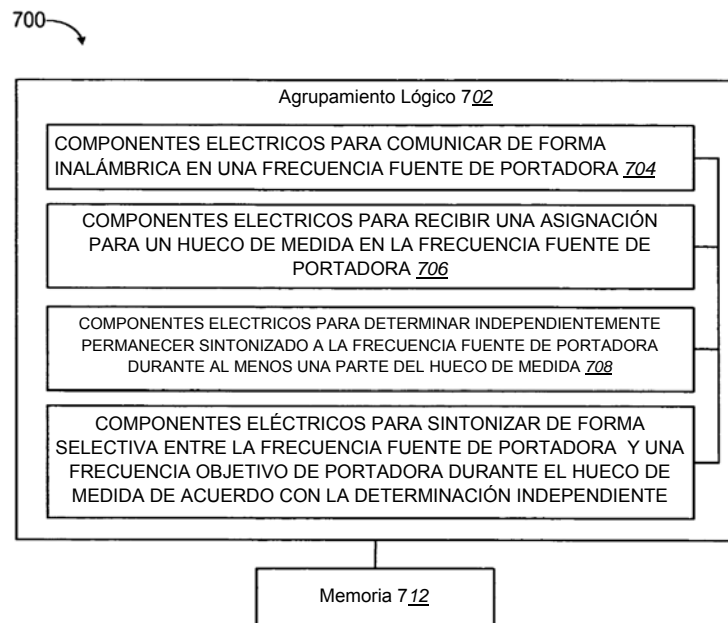 700
Agrupamiento Lógico 702
COMPONENTES ELECTRICOS PARA COMUNICAR DE FORMA
INALÁMBRICA EN UNA FRECUENCIA FUENTE DE PORTADORA 704
COMPONENTES ELECTRICOS PARA RECIBIR UNA ASIGNACIÓN
PARA UN HUECO DE MEDIDA EN LA FRECUENCIA FUENTE DE
PORTADORA 706
COMPONENTES ELECTRICOS PARA DETERMINAR INDEPENDIENTEMENTE
PERMANECER SINTONIZADO A LA FRECUENCIA FUENTE DE PORTADORA
DURANTE AL MENOS UNA PARTE DEL HUECO DE MEDIDA 708
COMPONENTES ELÉCTRICOS PARA SINTONIZAR DE FORMA
SELECTIVA ENTRE LA FRECUENCIA FUENTE DE PORTADORA Y UNA
FRECUENCIA OBJETIVO DE PORTADORA DURANTE EL HUECO DE
MEDIDA DE ACUERDO CON LA DETERMINACIÓN INDEPENDIENTE
Memoria 712